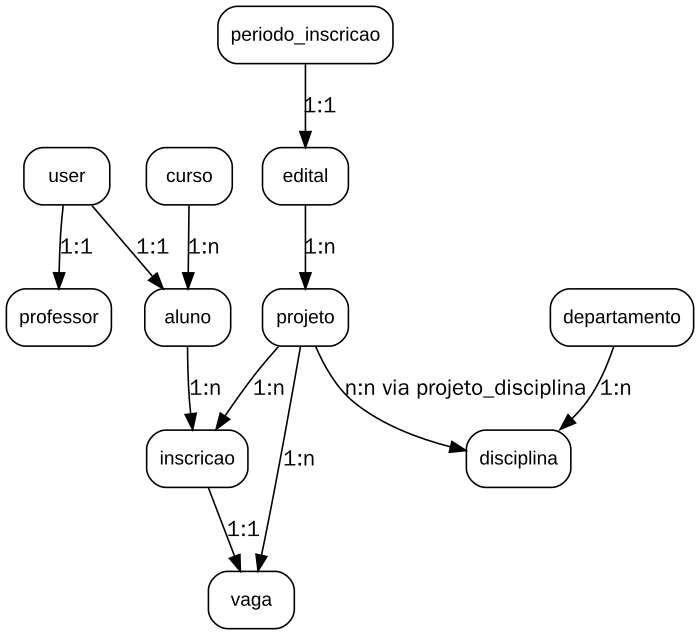 periodo_inscricao
1:1
user
curso
edital
1:1
1:1
1:n
1:n
professor
aluno
projeto
departamento
1:n
1:n
n:n via projeto_disciplina
1:n
inscricao
1:n
disciplina
1:1
vaga